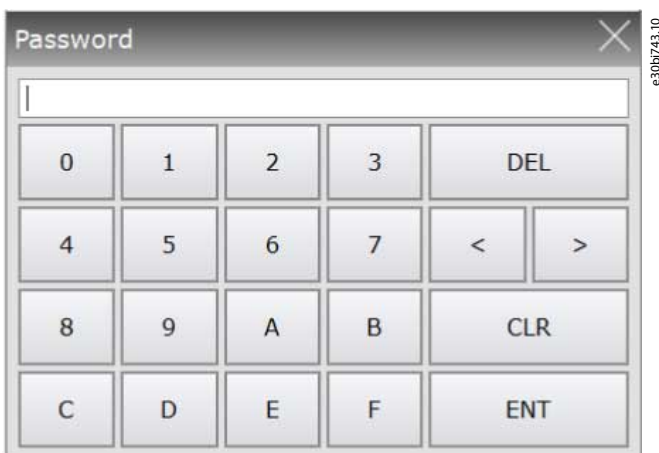 Password
0 1 2 3 DEL
4 5 6 7 < >
8 9 A B CLR
C D E F ENT
e30bi743.10